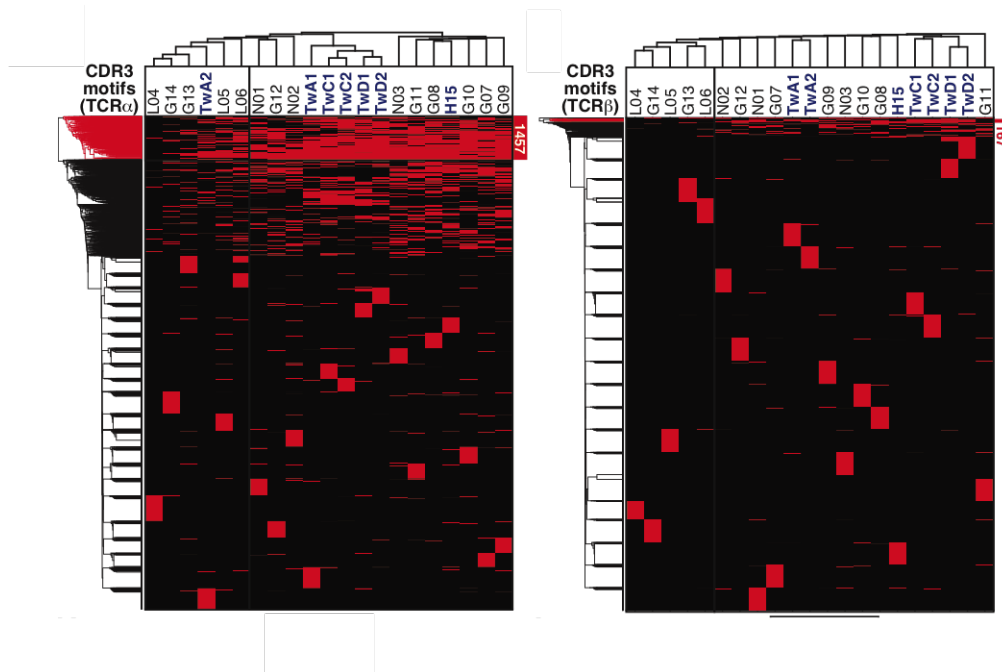 CDR3
motifs
(TCRα)
L04
G14
G13
TwA2
L05
L06
N01
G12
N02
TwA1
TwC1
TwC2
TwD1
TwD2
N03
G11
G08
H15
G10
G07
G09
1457
CDR3
motifs
(TCRβ)
L04
G14
L05
G13
L06
N02
G12
N01
G07
TwA1
TwA2
G09
N03
G10
G08
H15
TwC1
TwC2
TwD1
TwD2
G11